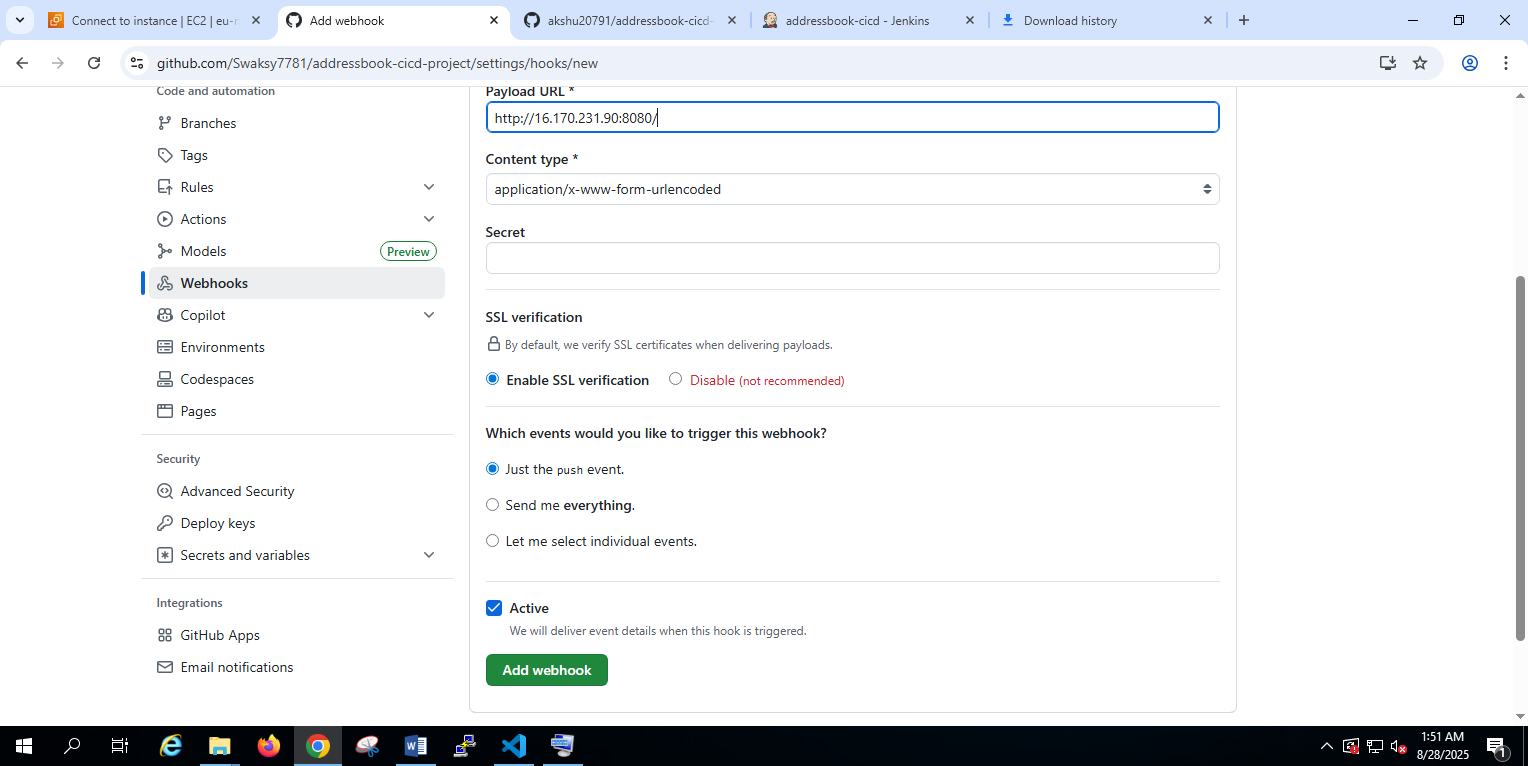 Connect to instance | EC2 | eu-n
Add webhook
akshu20791/addressbook-cicd-
addressbook-cicd - Jenkins
Download history
github.com/Swaksy7781/addressbook-cicd-project/settings/hooks/new
Code and automation
Branches
Tags
Rules
Actions
Models
Preview
Webhooks
Copilot
Environments
Codespaces
Pages
Security
Advanced Security
Deploy keys
Secrets and variables
Integrations
GitHub Apps
Email notifications
Payload URL *
http://16.170.231.90:8080/
Content type *
application/x-www-form-urlencoded
Secret
SSL verification
By default, we verify SSL certificates when delivering payloads.
Enable SSL verification
Disable (not recommended)
Which events would you like to trigger this webhook?
Just the push event.
Send me everything.
Let me select individual events.
Active
We will deliver event details when this hook is triggered.
Add webhook
1:51 AM
8/28/2025
1